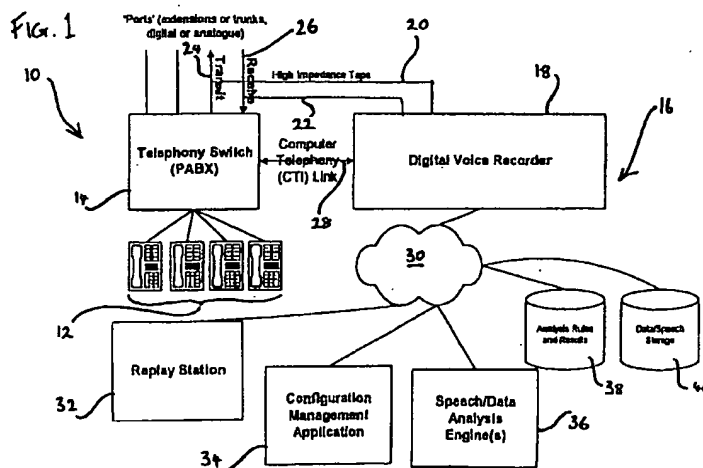 FIG. 1
'Ports' (extensions or trunks,
digital or analogue)
26
20
24
Transit
Receive
High Impedance Taps
22
18
10
16
Telephony Switch
(PABX)
Computer
Telephony
(CTI) Link
Digital Voice Recorder
14
28
30
12
Replay Station
Analysis Rules
and Results
Data/Speech
Storage
38
32
Configuration
Management
Application
Speech/Data
Analysis
Engine(s)
36
34